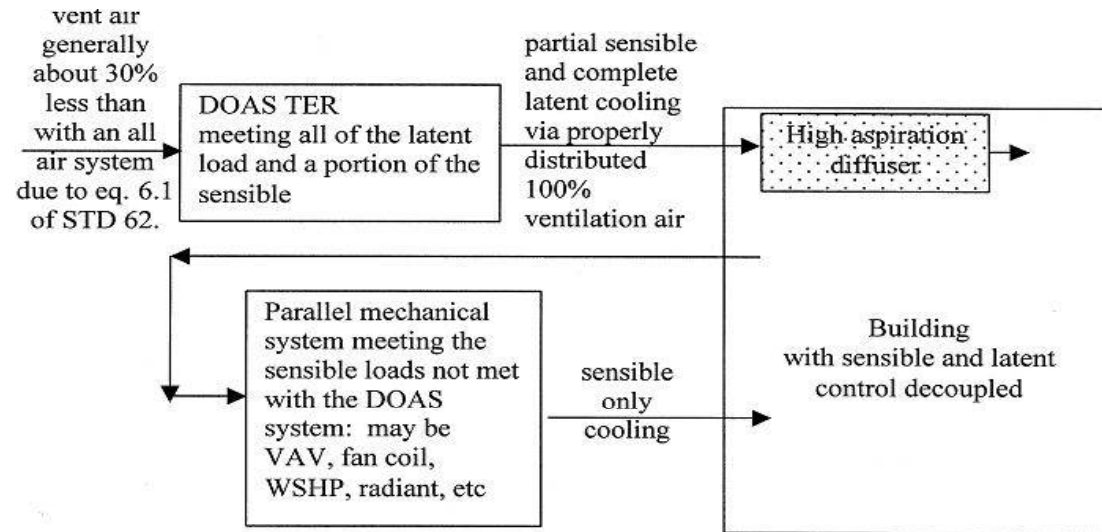 vent air
generally
about 30%
less than
with an all
air system
due to eq. 6.1
of STD 62.
DOAS TER
meeting all of the latent
load and a portion of the
sensible
partial sensible
and complete
latent cooling
via properly
distributed
100%
ventilation air
High aspiration
diffuser
Parallel mechanical
system meeting the
sensible loads not met
with the DOAS
system:  may be
VAV, fan coil,
WSHP, radiant, etc
sensible
only
cooling
Building
with sensible and latent
control decoupled